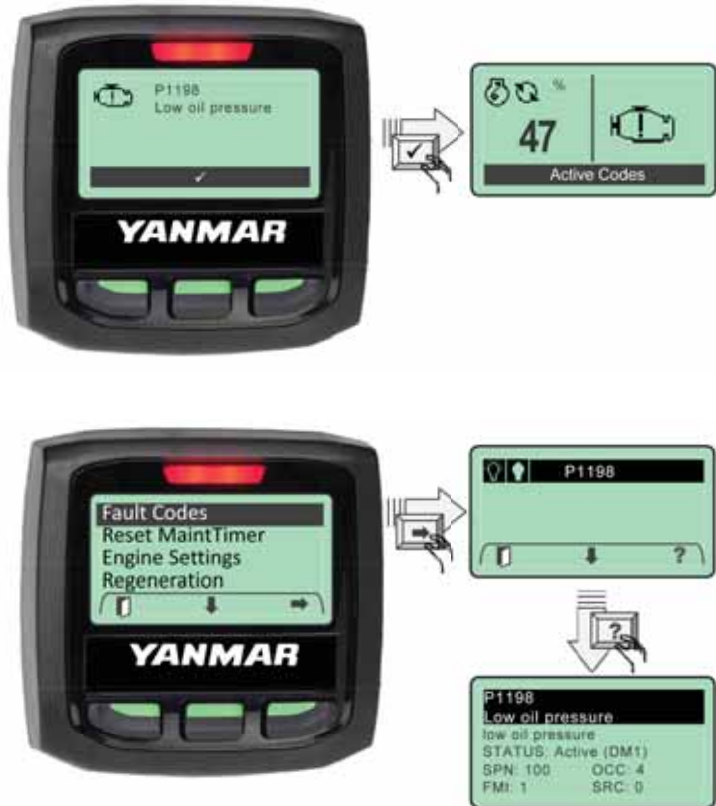 P1198
Low oil pressure
✓
YANMAR
✓
%
47
Active Codes
Fault Codes
Reset MaintTimer
Engine Settings
Regeneration
YANMAR
P1198
?
?
P1198
Low oil pressure
low oil pressure
STATUS: Active (DM1)
SPN: 100 OCC: 4
FMI: 1 SRC: 0